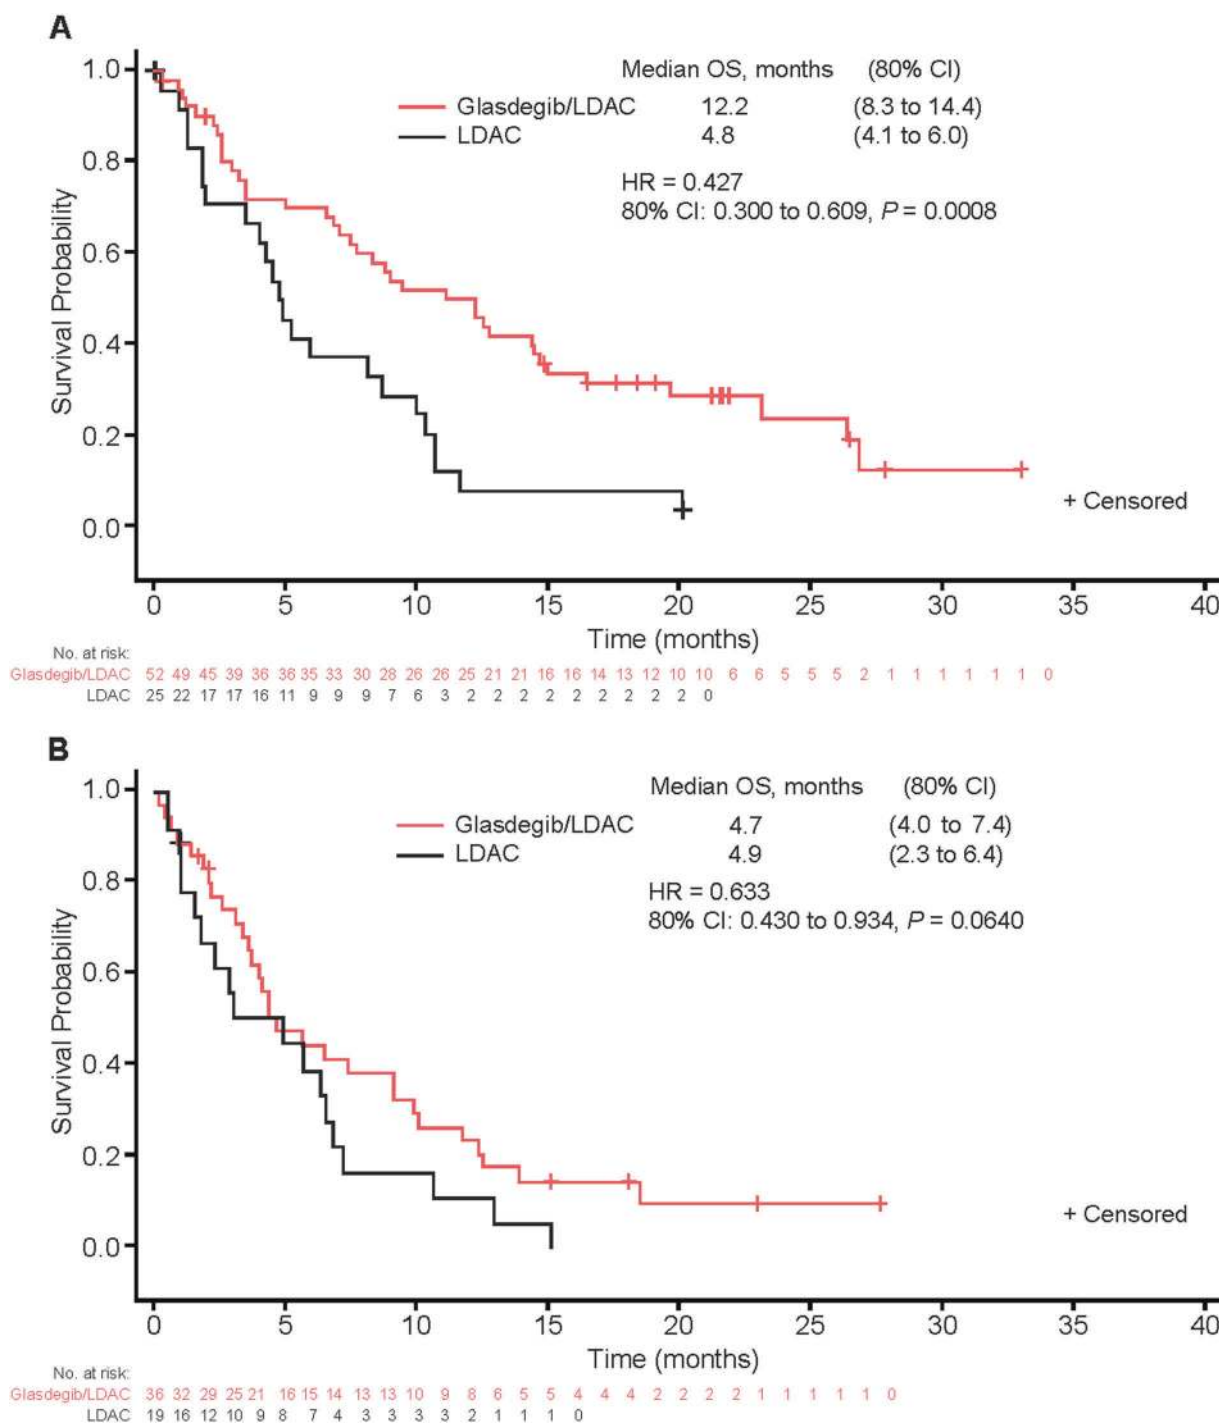 A
Median OS, months (80% CI)
Glasdegib/LDAC 12.2 (8.3 to 14.4)
LDAC 4.8 (4.1 to 6.0)
HR = 0.427
80% CI: 0.300 to 0.609, P = 0.0008
Survival Probability
1.0
0.8
0.6
0.4
0.2
0.0
+ Censored
0 5 10 15 20 25 30 35 40
Time (months)
No. at risk:
Glasdegib/LDAC 52 49 45 39 36 36 35 33 30 28 26 26 25 21 21 16 16 14 13 12 10 10 6 6 5 5 5 2 1 1 1 1 1 1 0
LDAC 25 22 17 17 16 11 9 9 9 7 6 3 2 2 2 2 2 2 2 2 2 0
B
Median OS, months (80% CI)
Glasdegib/LDAC 4.7 (4.0 to 7.4)
LDAC 4.9 (2.3 to 6.4)
HR = 0.633
80% CI: 0.430 to 0.934, P = 0.0640
Survival Probability
1.0
0.8
0.6
0.4
0.2
0.0
+ Censored
0 5 10 15 20 25 30 35 40
Time (months)
No. at risk:
Glasdegib/LDAC 36 32 29 25 21 16 15 14 13 13 10 9 8 6 5 5 4 4 4 2 2 2 2 1 1 1 1 1 0
LDAC 19 16 12 10 9 8 7 4 3 3 3 3 2 1 1 1 0